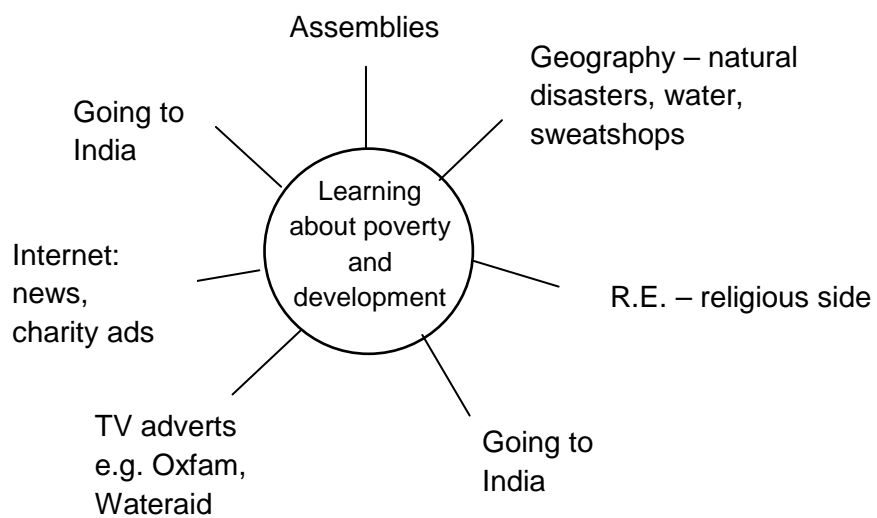 Assemblies
Geography – natural
disasters, water,
sweatshops
Going to
India
Learning
about poverty
and
development
Internet:
news,
charity ads
R.E. – religious side
TV adverts
e.g. Oxfam,
Wateraid
Going to
India